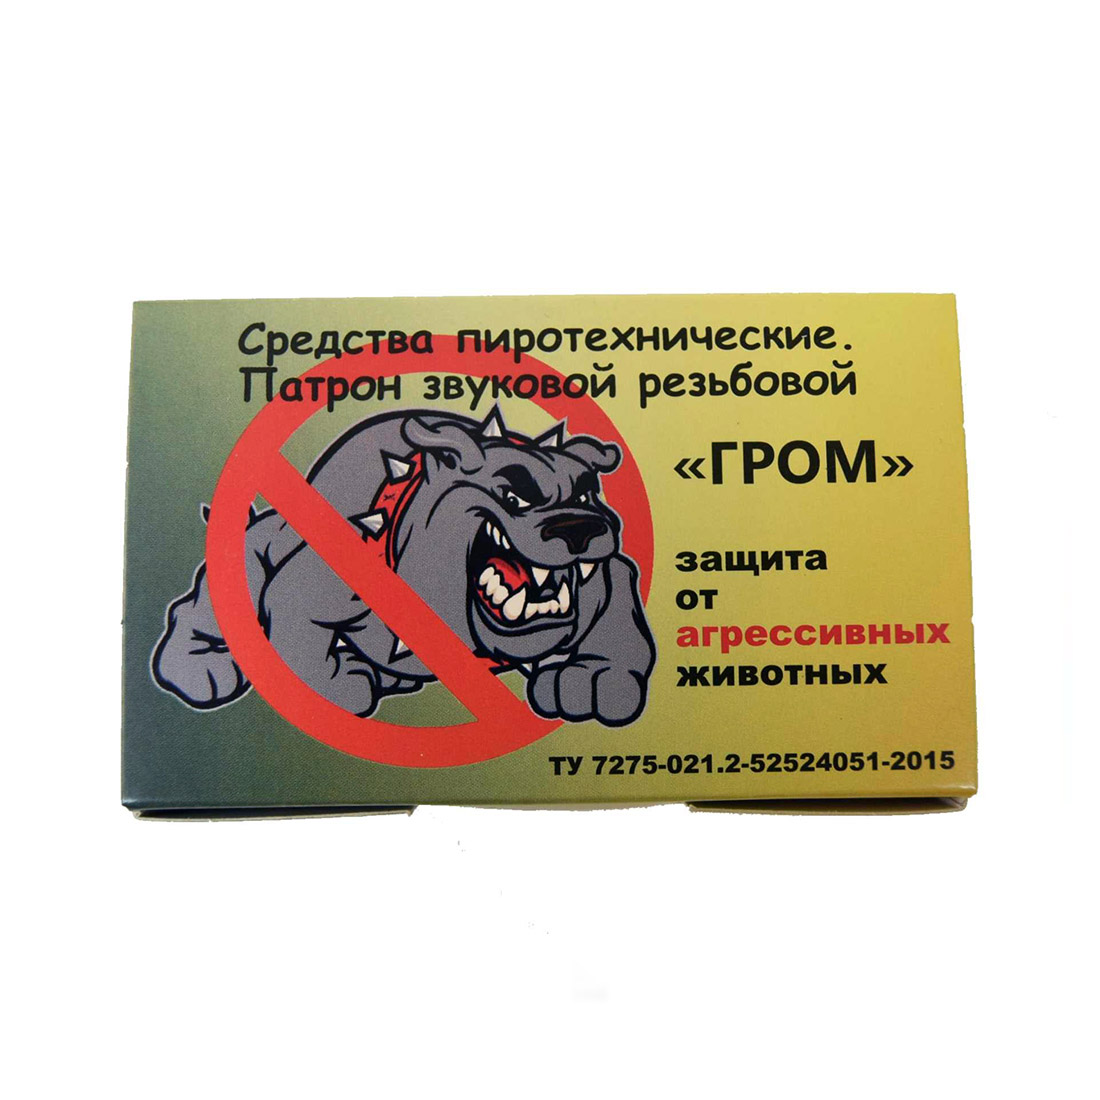 Средства пиротехнические.
Патрон звуковой резьбовой
«ГРОМ»
защита
от
агрессивных
животных
ТУ 7275-021.2-52524051-2015